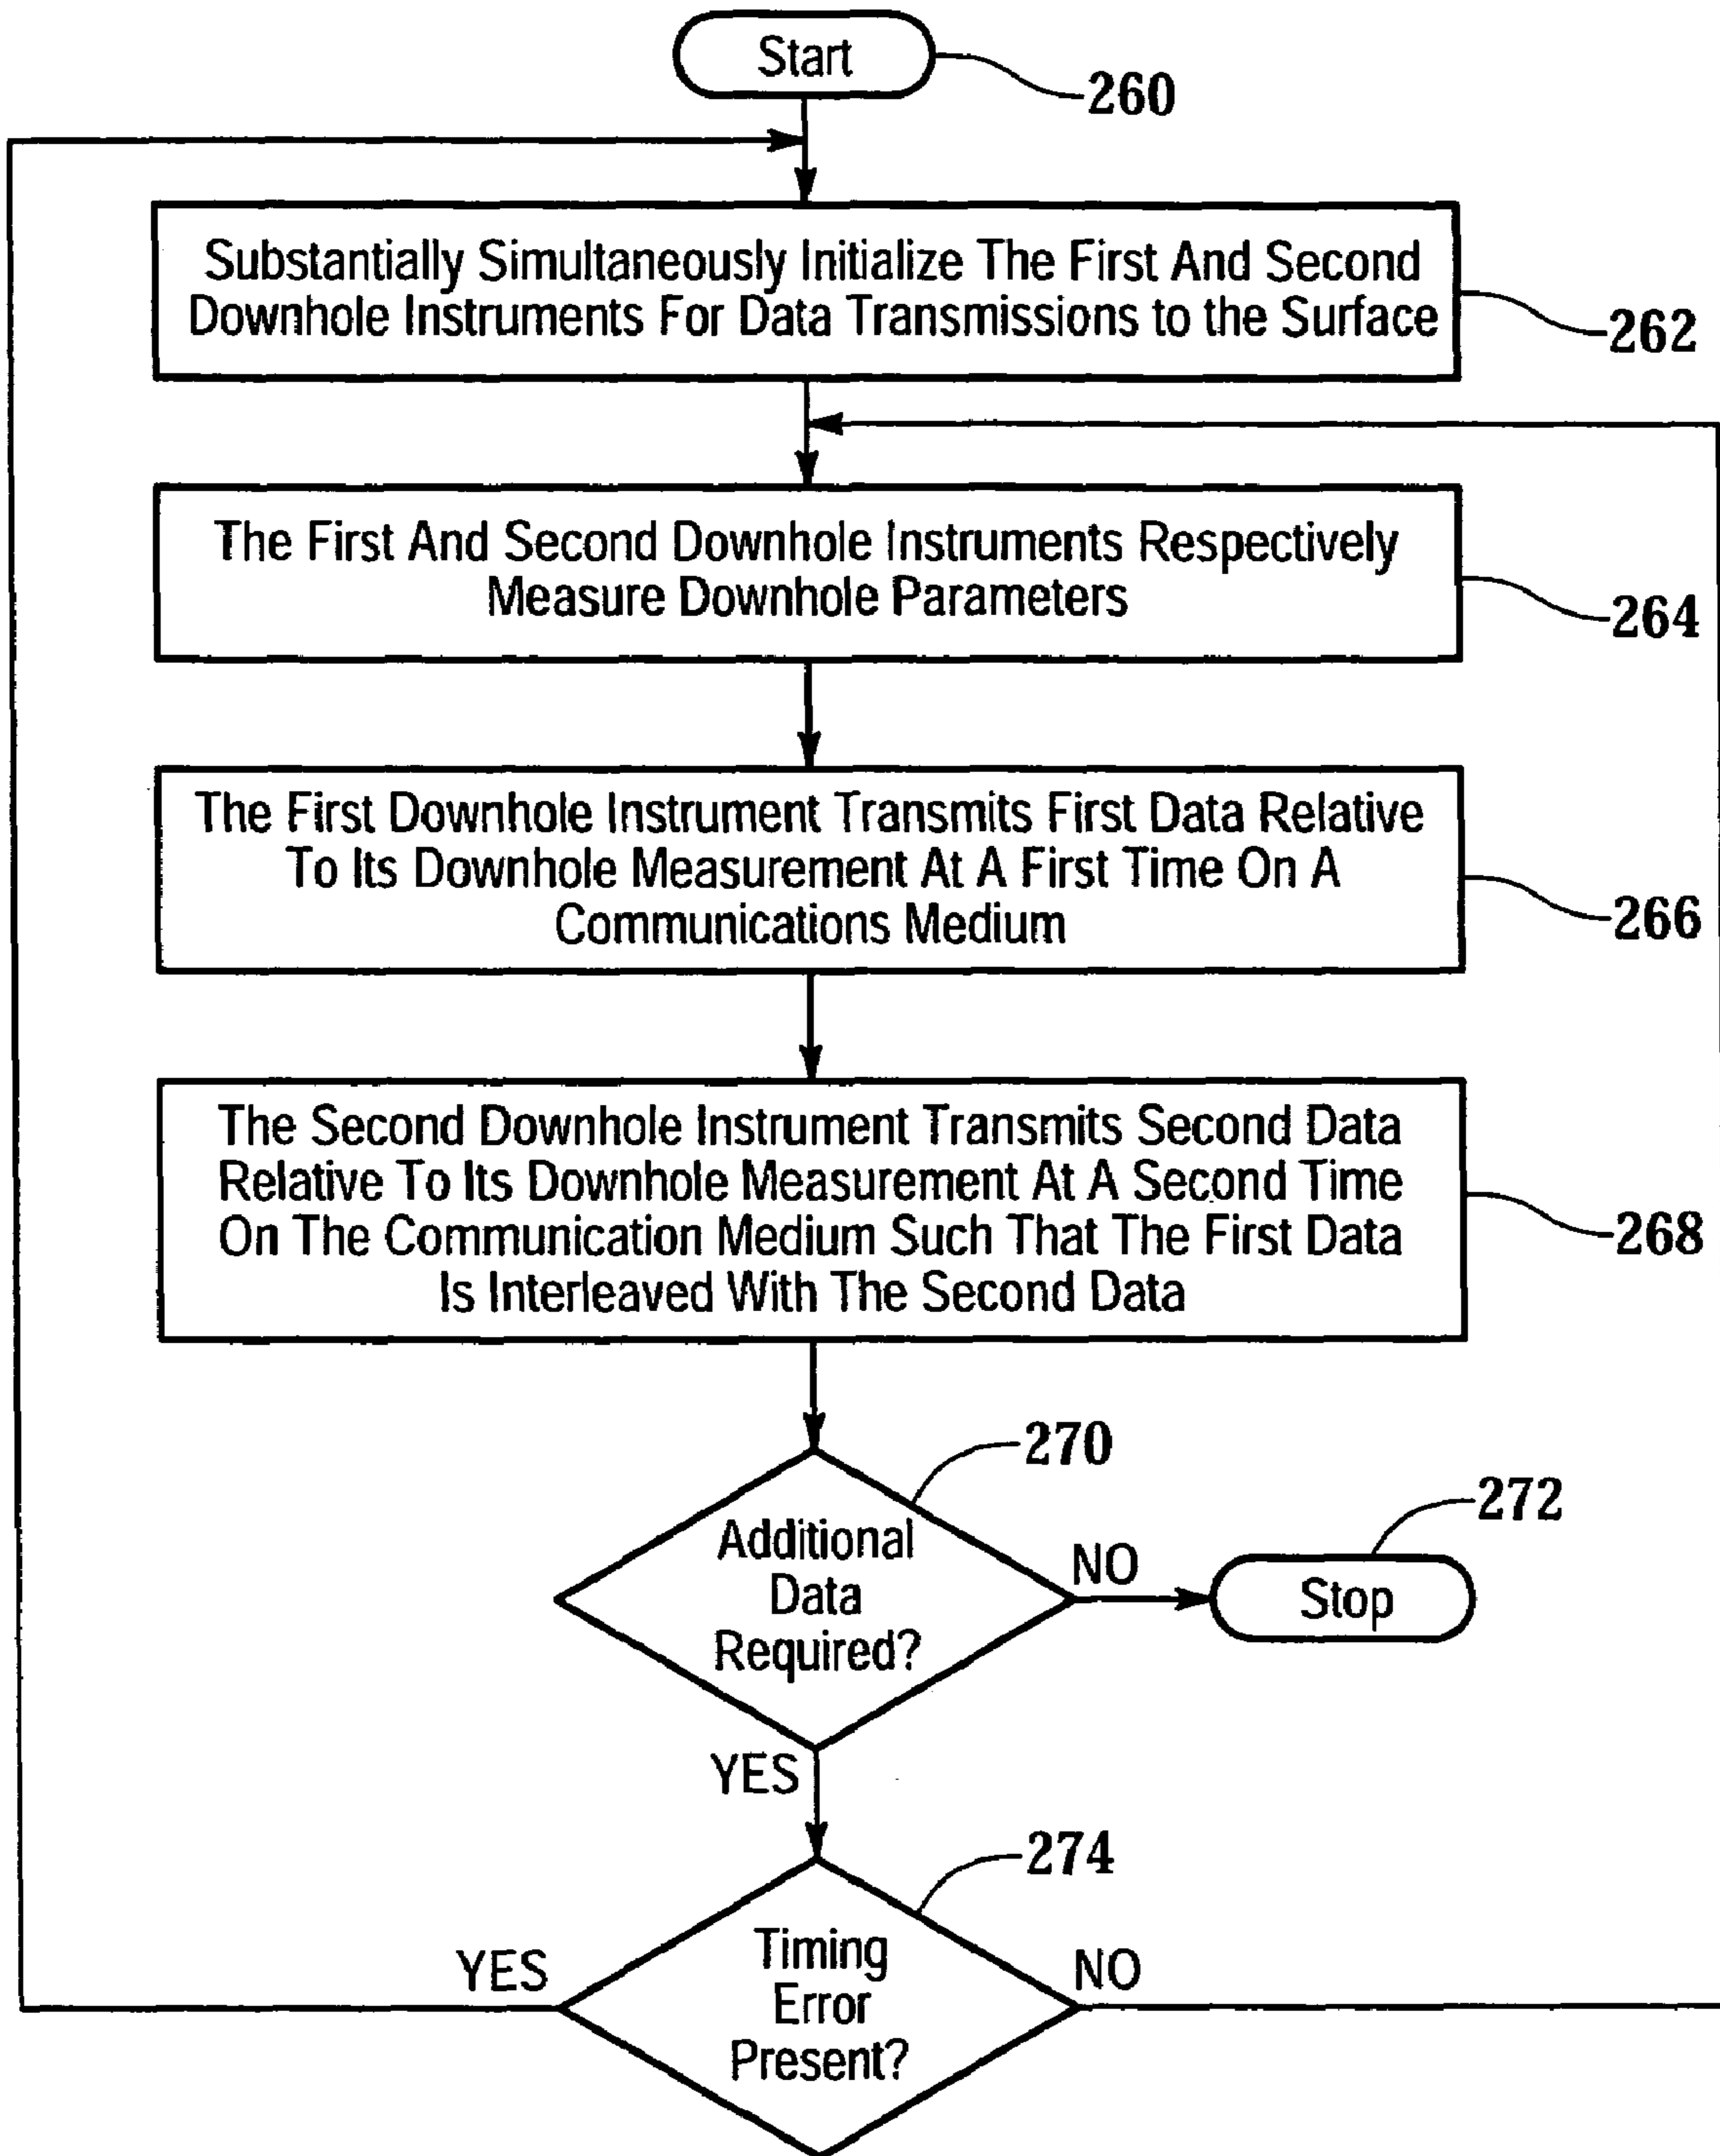 Start
260
Substantially Simultaneously Initialize The First And Second
Downhole Instruments For Data Transmissions to the Surface
262
The First And Second Downhole Instruments Respectively
Measure Downhole Parameters
264
The First Downhole Instrument Transmits First Data Relative
To Its Downhole Measurement At A First Time On A
Communications Medium
266
The Second Downhole Instrument Transmits Second Data
Relative To Its Downhole Measurement At A Second Time
On The Communication Medium Such That The First Data
Is Interleaved With The Second Data
268
270
Additional
Data
Required?
NO
272
Stop
YES
274
Timing
Error
Present?
YES
NO